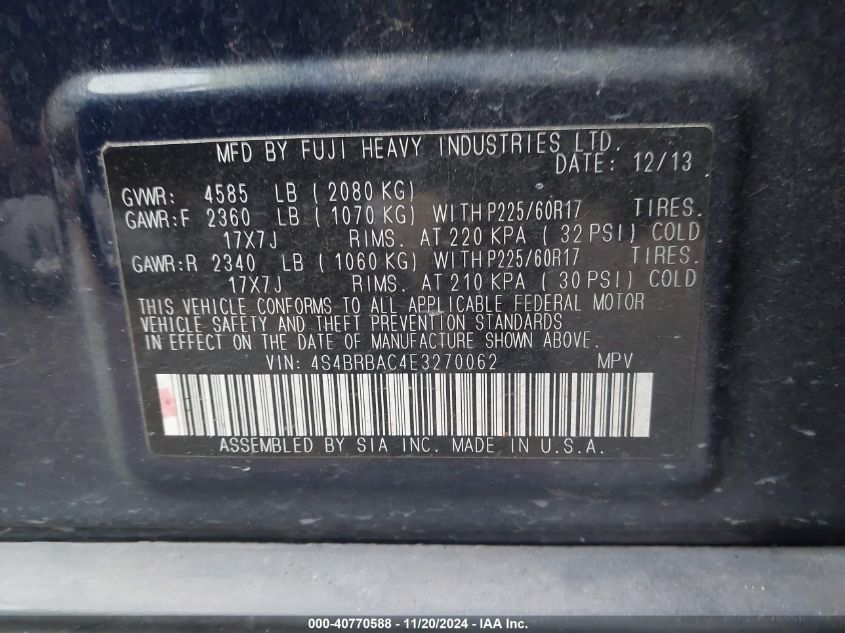 MFD BY FUJI HEAVY INDUSTRIES LTD.
DATE: 12/13
GVWR: 4585 LB ( 2080 KG)
GAWR:F 2360 LB ( 1070 KG) WITH P225/60R17 TIRES.
17X7J RIMS. AT 220 KPA ( 32 PSI) COLD
GAWR:R 2340 LB ( 1060 KG) WITH P225/60R17 TIRES.
17X7J RIMS. AT 210 KPA ( 30 PSI) COLD
THIS VEHICLE CONFORMS TO ALL APPLICABLE FEDERAL MOTOR
VEHICLE SAFETY AND THEFT PREVENTION STANDARDS
IN EFFECT ON THE DATE OF MANUFACTURE SHOWN ABOVE.
VIN: 4S4BRBAC4E3270062 MPV
ASSEMBLED BY SIA INC. MADE IN U.S.A.
000-40770588 - 11/20/2024 - IAA Inc.